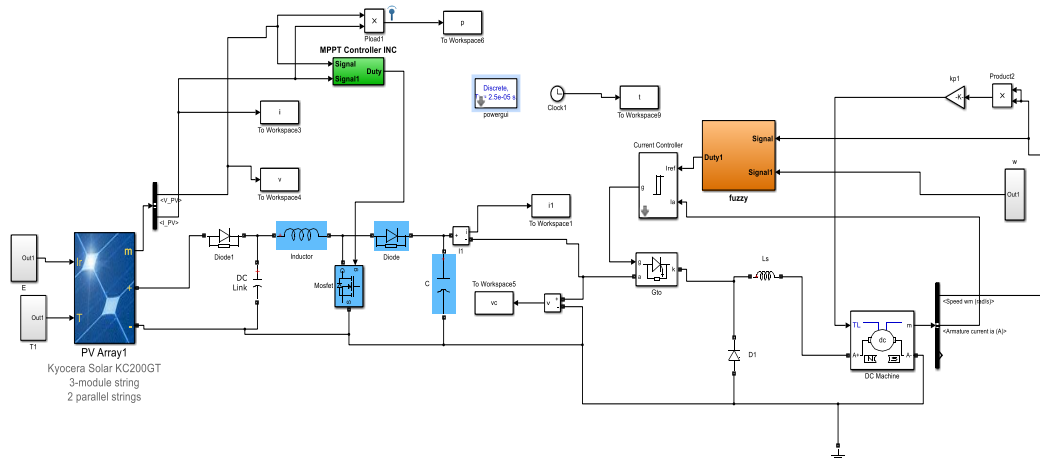 Pload1
p
To Workspace6
MPPT Controller INC
Signal
Signal1
Duty
Discrete,
powergui
Clock1
t
To Workspace9
kp1
-K-
Product2
i
To Workspace3
v
To Workspace4
<V_PV>
<I_PV>
Current Controller
Iref
Ia
g
Duty1
Signal
Signal1
fuzzy
w
Out1
i1
To Workspace1
Out1
E
Out1
T1
Ir
T
m
+
-
PV Array1
Kyocera Solar KC200GT
3-module string
2 parallel strings
Diode1
DC
Link
Inductor
Mosfet
Diode
C
+
-
i
I1
To Workspace5
vc
v
+
-
g
a
k
Gto
Ls
D1
TL
m
dc
A+
A-
DC Machine
<Speed wm (rad/s)>
<Armature current ia (A)>